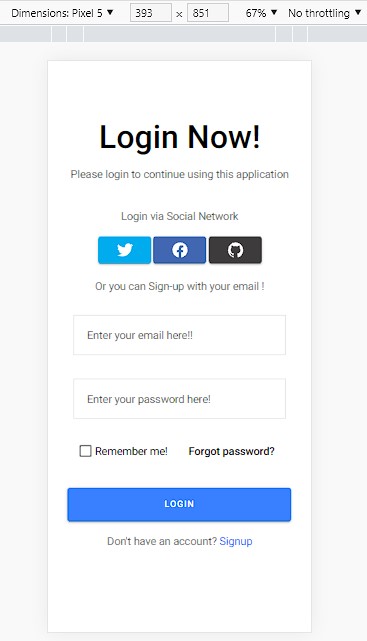 Dimensions: Pixel 5 ▼ 393 x 851 67% ▼ No throttling ▼
Login Now!
Please login to continue using this application
Login via Social Network
Or you can Sign-up with your email !
Enter your email here!!
Enter your password here!
Remember me! Forgot password?
LOGIN
Don't have an account? Signup